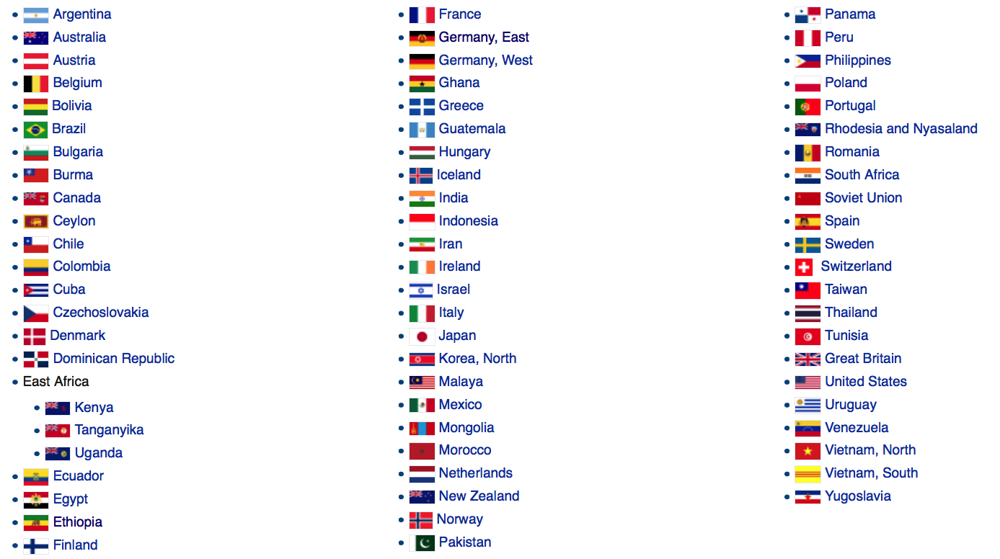 Argentina
Australia
Austria
Belgium
Bolivia
Brazil
Bulgaria
Burma
Canada
Ceylon
Chile
Colombia
Cuba
Czechoslovakia
Denmark
Dominican Republic
East Africa
Kenya
Tanganyika
Uganda
Ecuador
Egypt
Ethiopia
Finland
France
Germany, East
Germany, West
Ghana
Greece
Guatemala
Hungary
Iceland
India
Indonesia
Iran
Ireland
Israel
Italy
Japan
Korea, North
Malaya
Mexico
Mongolia
Morocco
Netherlands
New Zealand
Norway
Pakistan
Panama
Peru
Philippines
Poland
Portugal
Rhodesia and Nyasaland
Romania
South Africa
Soviet Union
Spain
Sweden
Switzerland
Taiwan
Thailand
Tunisia
Great Britain
United States
Uruguay
Venezuela
Vietnam, North
Vietnam, South
Yugoslavia